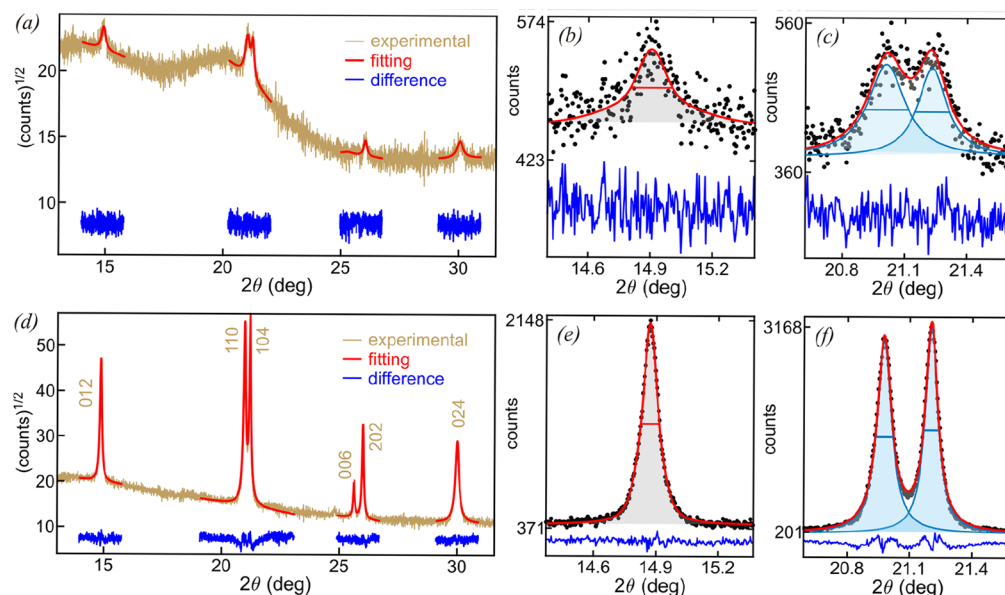 (a)
experimental
fitting
difference
(counts)1/2
20
15
10
15
20
25
30
2θ (deg)
(b)
574
counts
423
14.6
14.9
15.2
2θ (deg)
(c)
560
counts
360
20.8
21.1
21.4
2θ (deg)
(d)
experimental
fitting
difference
012
110
104
006
202
024
(counts)1/2
50
40
30
20
10
15
20
25
30
2θ (deg)
(e)
2148
counts
371
14.6
14.9
15.2
2θ (deg)
(f)
3168
counts
201
20.8
21.1
21.4
2θ (deg)